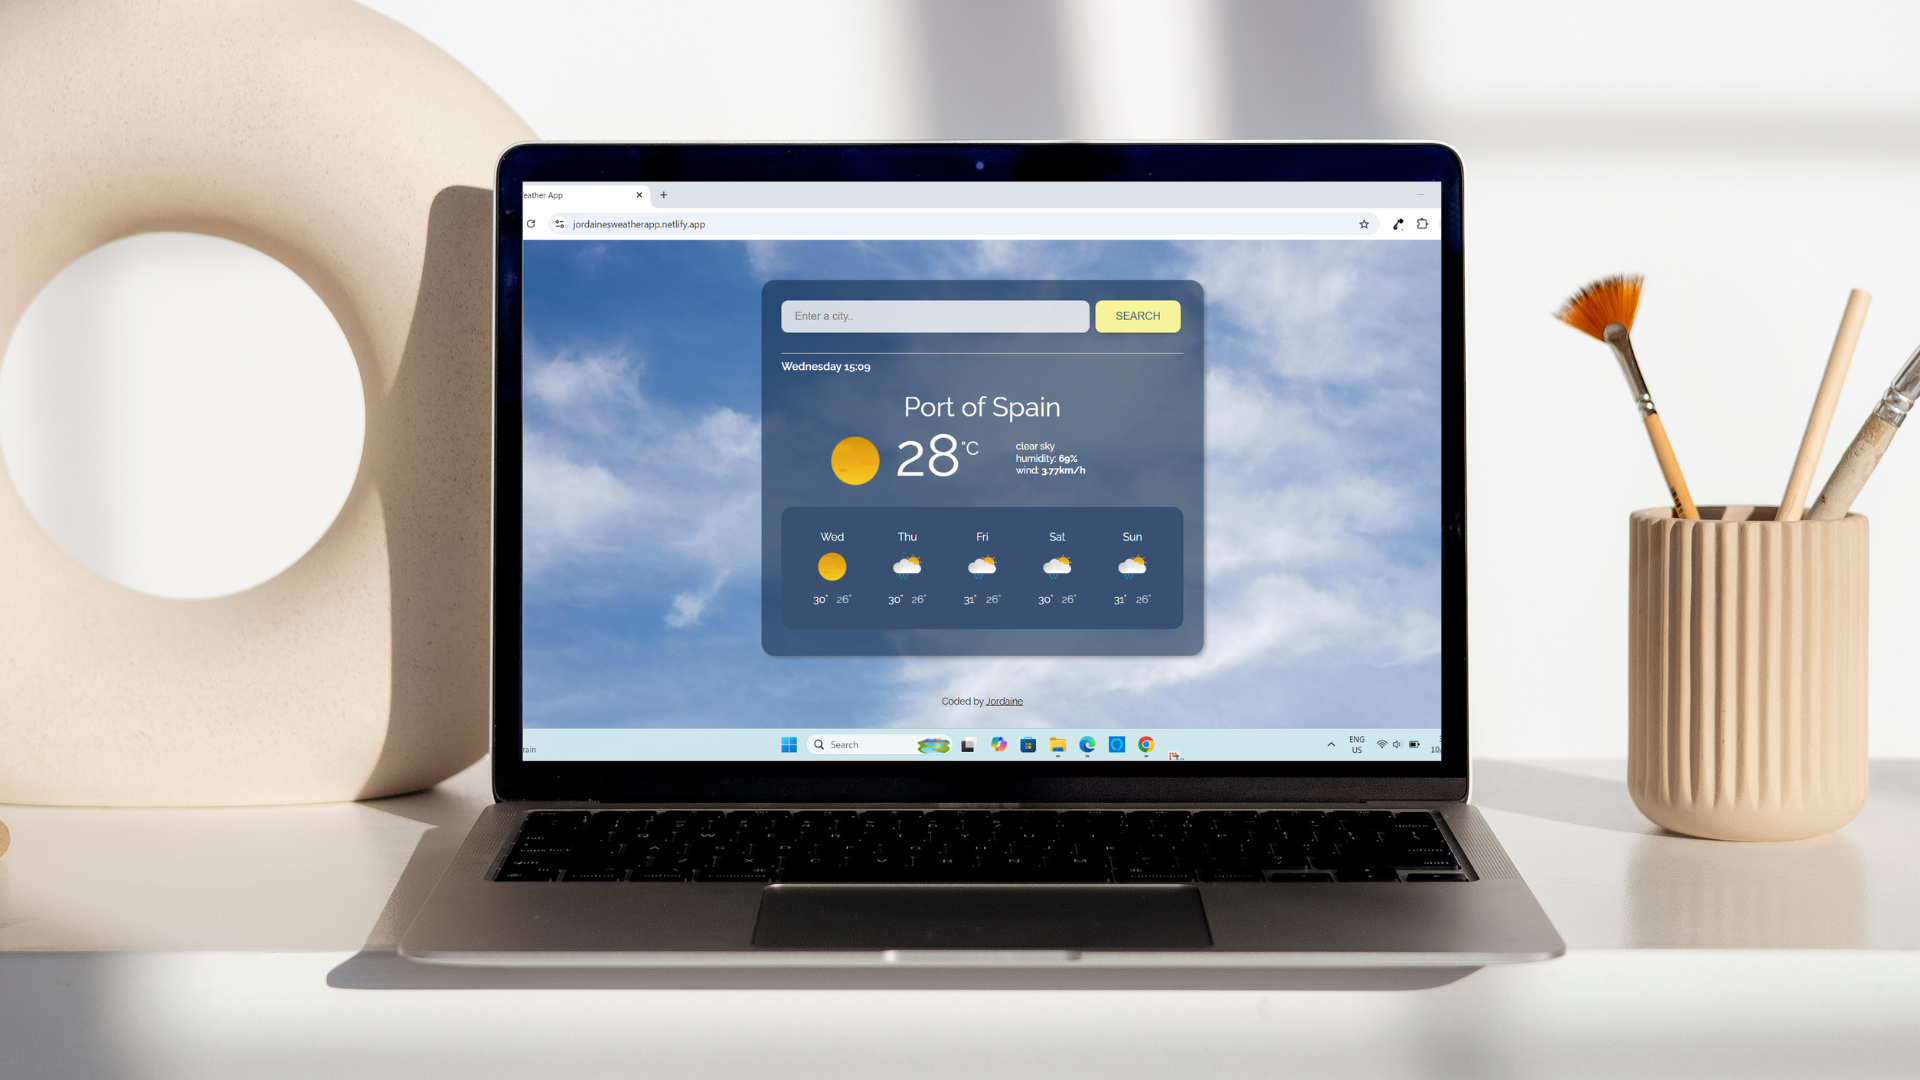 eather App
jordainesweatherapp.netlify.app
Enter a city..
SEARCH
Wednesday 15:09
Port of Spain
28°C
clear sky
humidity: 69%
wind: 3.77km/h
Wed Thu Fri Sat Sun
30° 26° 30° 26° 31° 26° 30° 26° 31° 26°
Coded by Jordaine
rain
Search
ENG
US
10/